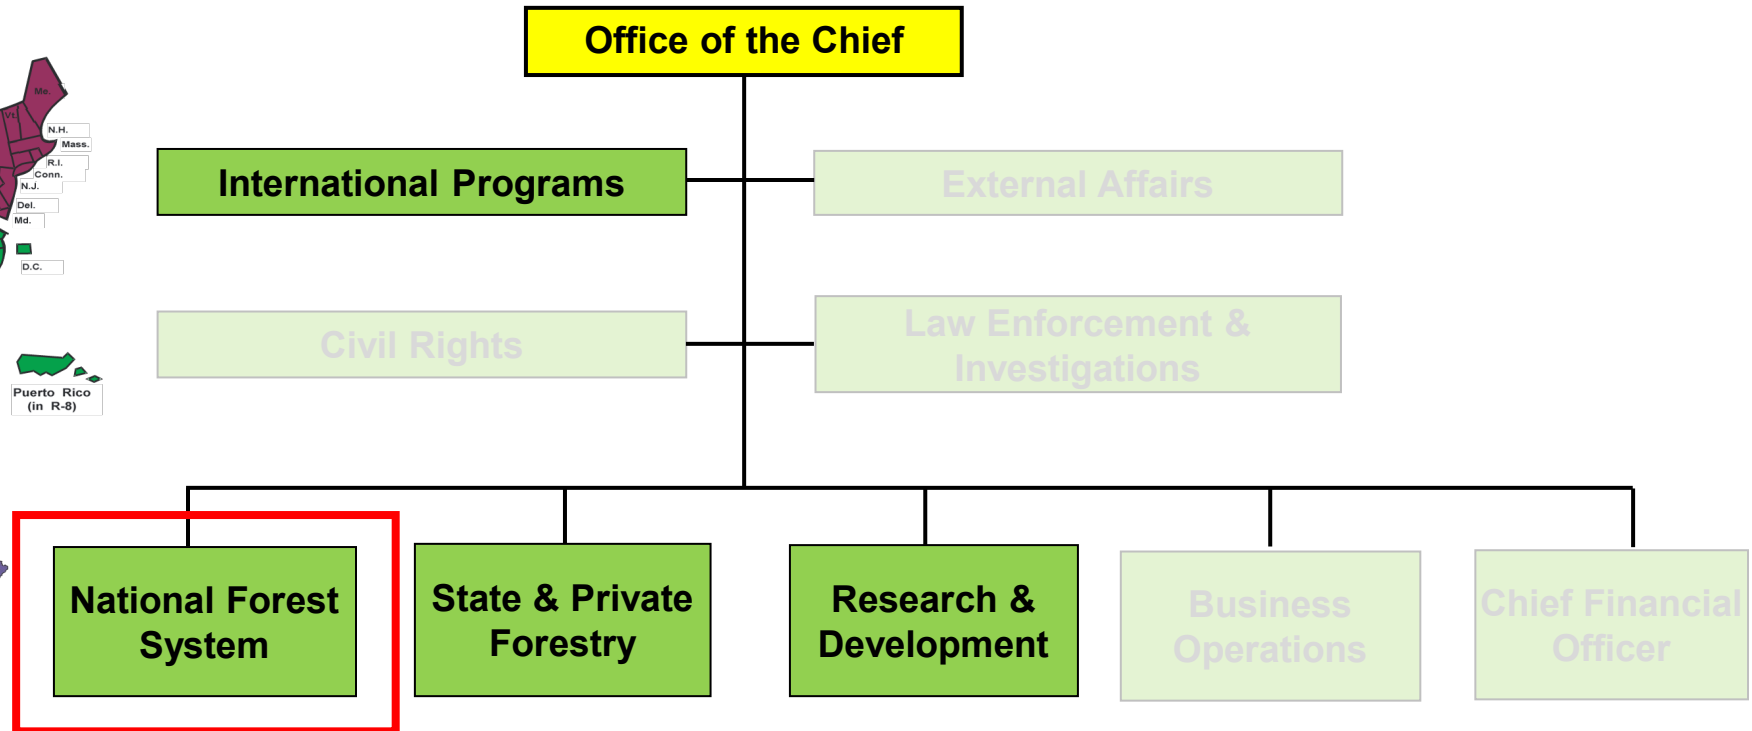 Office of the Chief
Me.
Vt.
N.H.
Mass.
R.I.
Conn.
N.J.
Del.
Md.
D.C.
International Programs
External Affairs
Civil Rights
Law Enforcement &
Investigations
Puerto Rico
(in R-8)
National Forest
System
State & Private
Forestry
Research &
Development
Business
Operations
Chief Financial
Officer